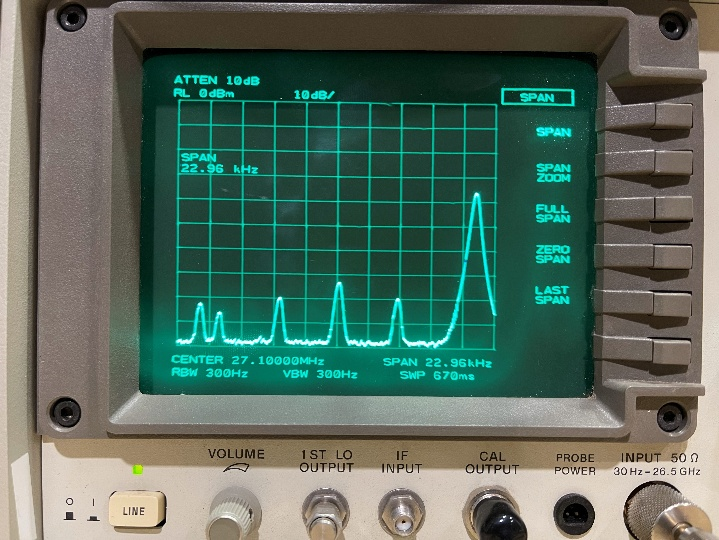 ATTEN 10dB
RL 0dBm 10dB/
SPAN
22.96 kHz
SPAN
SPAN
SPAN
ZOOM
FULL
SPAN
ZERO
SPAN
LAST
SPAN
CENTER 27.10000MHz SPAN 22.96kHz
RBW 300Hz VBW 300Hz SWP 670ms
VOLUME
1ST LO
OUTPUT
IF
INPUT
CAL
OUTPUT
PROBE
POWER
INPUT 50Ω
30Hz-26.5GHz
O I
LINE